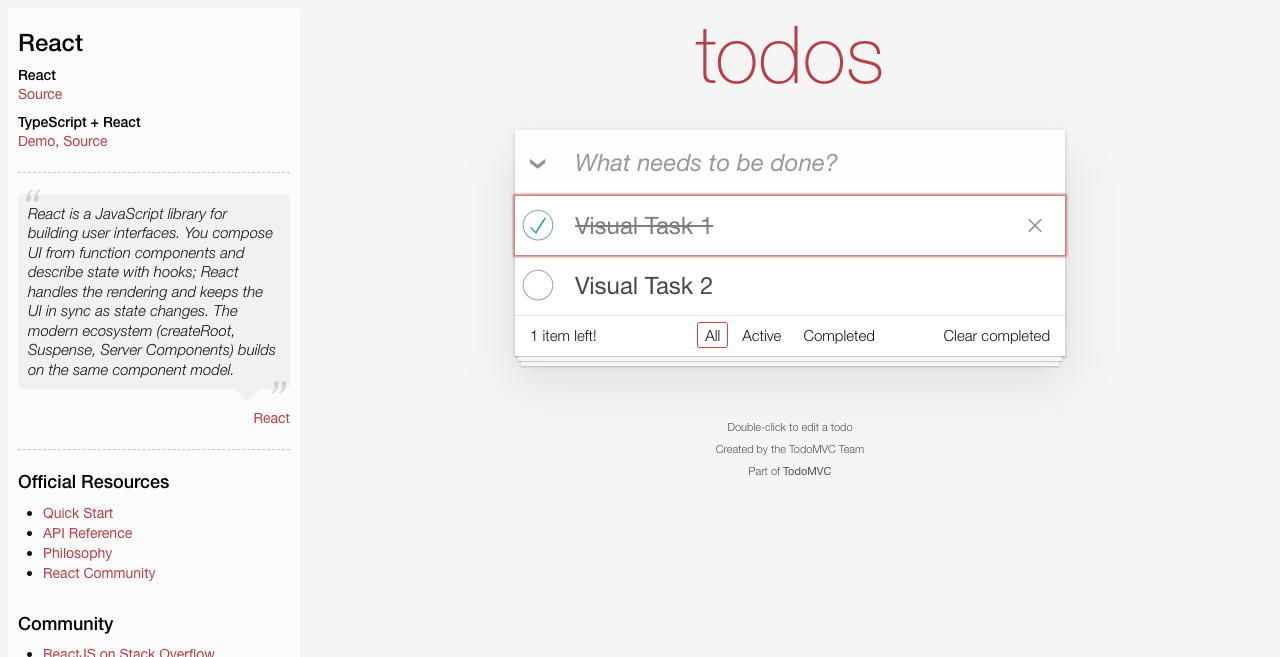 React
React
Source
TypeScript + React
Demo, Source
“
React is a JavaScript library for
building user interfaces. You compose
UI from function components and
describe state with hooks; React
handles the rendering and keeps the
UI in sync as state changes. The
modern ecosystem (createRoot,
Suspense, Server Components) builds
on the same component model.
”
React
Official Resources
Quick Start
API Reference
Philosophy
React Community
Community
ReactJS on Stack Overflow
todos
What needs to be done?
Visual Task 1
Visual Task 2
1 item left!
All
Active
Completed
Clear completed
Double-click to edit a todo
Created by the TodoMVC Team
Part of TodoMVC